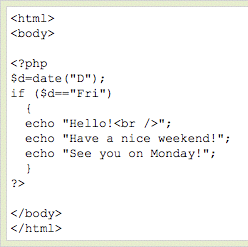 <html>
<body>

<?php
$d=date("D");
if ($d=="Fri")
  {
  echo "Hello!<br />";
  echo "Have a nice weekend!";
  echo "See you on Monday!";
  }
?>

</body>
</html>